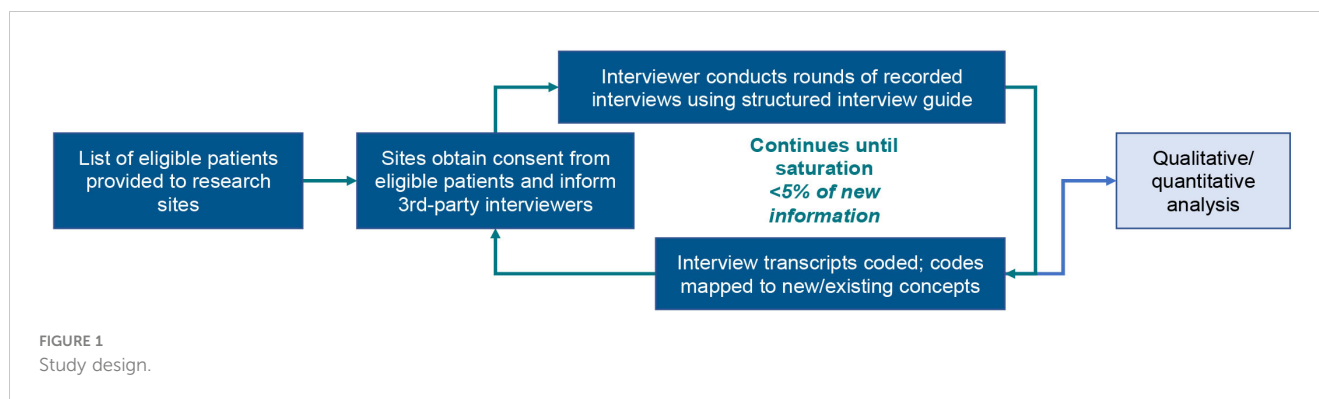 List of eligible patients
provided to research
sites
Sites obtain consent from
eligible patients and inform
3rd-party interviewers
Interviewer conducts rounds of recorded
interviews using structured interview guide
Continues until
saturation
<5% of new
information
Interview transcripts coded; codes
mapped to new/existing concepts
Qualitative/
quantitative
analysis
FIGURE 1
Study design.